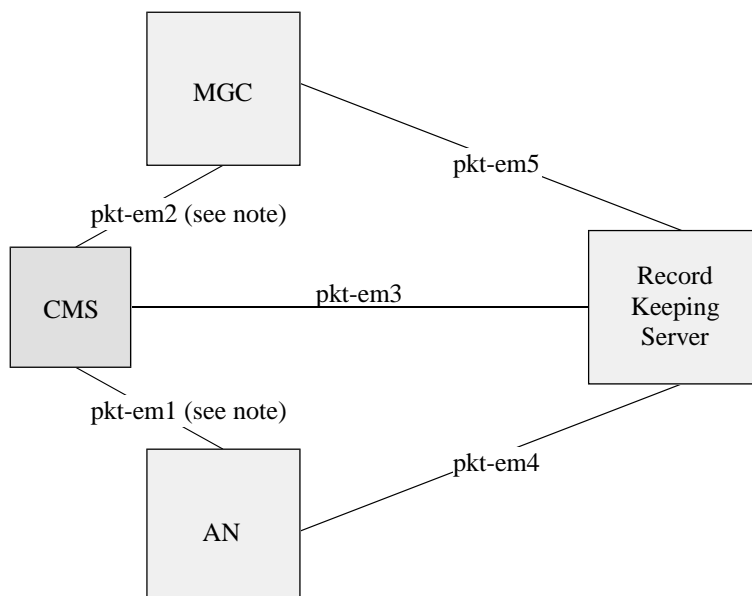 MGC
pkt-em5
pkt-em2 (see note)
CMS
pkt-em3
Record
Keeping
Server
pkt-em1 (see note)
pkt-em4
AN